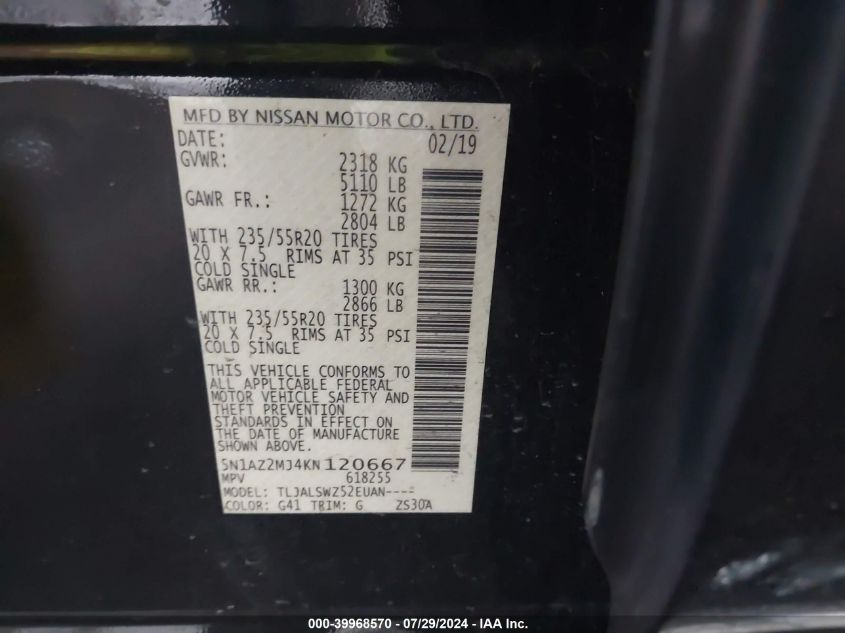 MFD BY NISSAN MOTOR CO., LTD.
DATE: 02/19
GVWR: 2318 KG
5110 LB
GAWR FR.: 1272 KG
2804 LB
WITH 235/55R20 TIRES
20 X 7.5 RIMS AT 35 PSI
COLD SINGLE
GAWR RR.: 1300 KG
2866 LB
WITH 235/55R20 TIRES
20 X 7.5 RIMS AT 35 PSI
COLD SINGLE
THIS VEHICLE CONFORMS TO
ALL APPLICABLE FEDERAL
MOTOR VEHICLE SAFETY AND
THEFT PREVENTION
STANDARDS IN EFFECT ON
THE DATE OF MANUFACTURE
SHOWN ABOVE.
5N1AZ2MJ4KN120667
MPV 618255
MODEL: TLJALSWZ52EUAN----
COLOR: G41 TRIM: G ZS30A
000-39968570 - 07/29/2024 - IAA Inc.